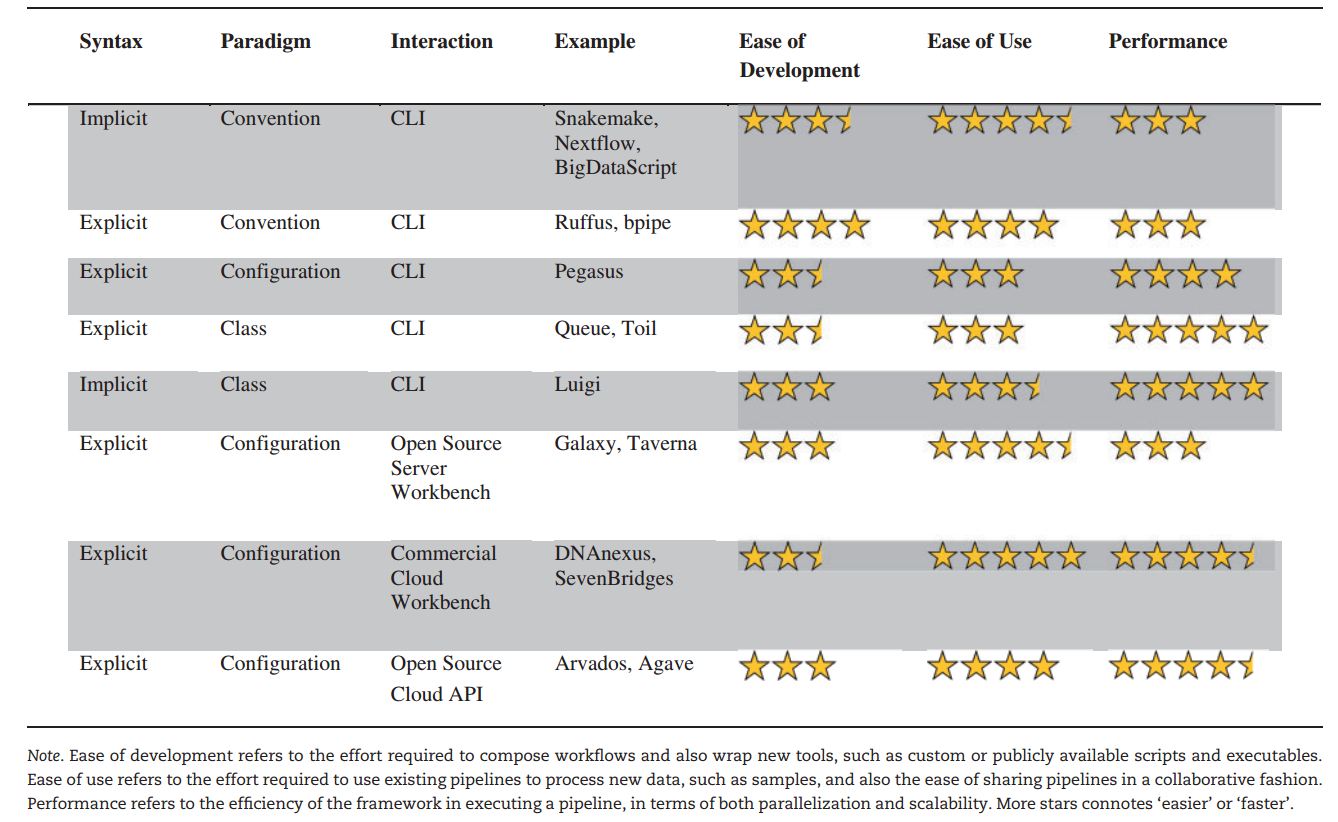 Syntax Paradigm Interaction Example Ease of Development Ease of Use Performance
Implicit Convention CLI Snakemake,
Nextflow,
BigDataScript
Explicit Convention CLI Ruffus, bpipe
Explicit Configuration CLI Pegasus
Explicit Class CLI Queue, Toil
Implicit Class CLI Luigi
Explicit Configuration Open Source Galaxy, Taverna
Server
Workbench
Explicit Configuration Commercial DNAnexus,
Cloud SevenBridges
Workbench
Explicit Configuration Open Source Arvados, Agave
Cloud API
Note. Ease of development refers to the effort required to compose workflows and also wrap new tools, such as custom or publicly available scripts and executables.
Ease of use refers to the effort required to use existing pipelines to process new data, such as samples, and also the ease of sharing pipelines in a collaborative fashion.
Performance refers to the efficiency of the framework in executing a pipeline, in terms of both parallelization and scalability. More stars connotes ‘easier’ or ‘faster’.